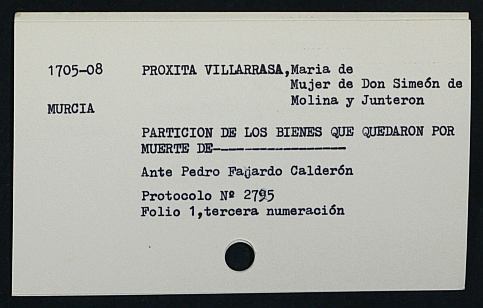 1705-08 PROXITA VILLARRASA,Maria de
Mujer de Don Simeón de
Molina y Junteron
MURCIA
PARTICION DE LOS BIENES QUE QUEDARON POR
MUERTE DE-----------------
Ante Pedro Fajardo Calderón
Protocolo Nº 2795
Folio 1,tercera numeración